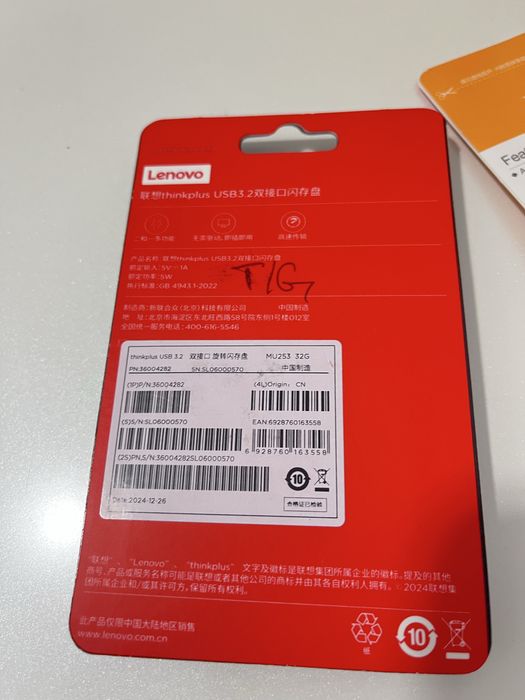 Lenovo
联想thinkplus USB3.2双接口闪存盘
二和一多功能
无需驱动，即插即用
高速传输
产品名称：联想thinkplus USB3.2双接口闪存盘
额定输入：5V⎓1A
额定功率：5W
执行标准：GB 4943.1-2022
T/G
制造商：新联合众（北京）科技有限公司 中国制造
地 址：北京市海淀区东北旺西路58号院东侧1号楼012室
全国统一服务电话：400-616-5546
thinkplus USB 3.2 双接口 旋转闪存盘 MU253 32G
PN:36004282 SN:SL06000570 中国制造
(1P)P/N:36004282 (4L)Origin: CN
(S)S/N:SL06000570 EAN:6928760163558
6 928760 163558
(2S)PN,S/N:36004282SL06000570
10
Date:2024-12-26 合格证已检验
“联想”、“Lenovo”、“thinkplus” 文字及徽标是联想集团所属企业的徽标。提及的其他
商号、产品或服务名称可能是联想或者其他公司的商标并由其各自权利人拥有。©2024联想集
团所属企业和/或其许可方，保留所有权利。
此产品仅限中国大陆地区销售
www.lenovo.com.cn
纸
10
Fea